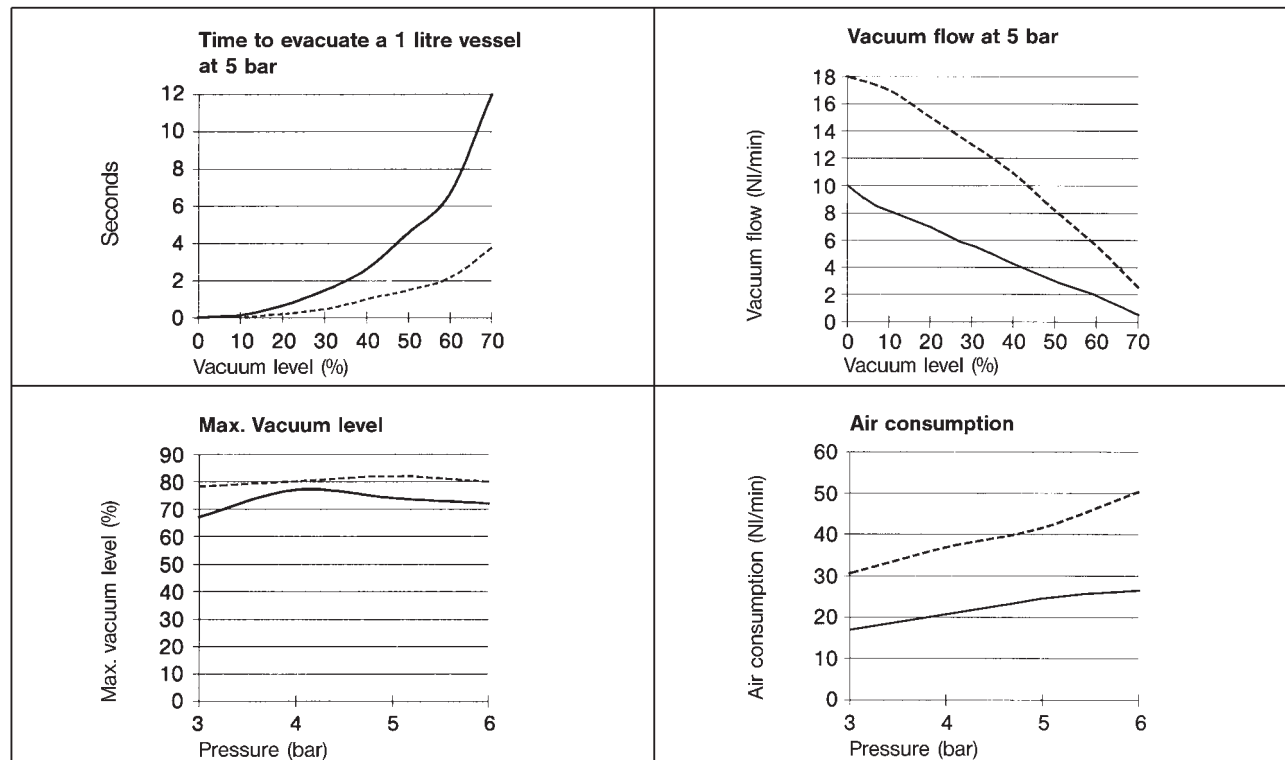 Time to evacuate a 1 litre vessel
at 5 bar
12
10
8
6
4
2
0
Seconds
0 10 20 30 40 50 60 70
Vacuum level (%)
Vacuum flow at 5 bar
18
16
14
12
10
8
6
4
2
0
Vacuum flow (Nl/min)
0 10 20 30 40 50 60 70
Vacuum level (%)
Max. Vacuum level
90
80
70
60
50
40
30
20
10
0
Max. vacuum level (%)
3 4 5 6
Pressure (bar)
Air consumption
60
50
40
30
20
10
0
Air consumption (Nl/min)
3 4 5 6
Pressure (bar)